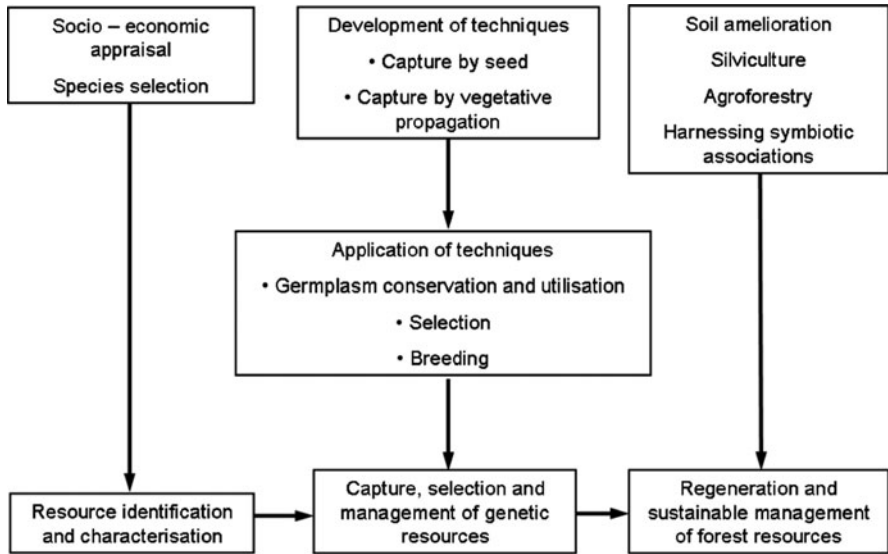 Socio – economic
appraisal
Species selection
Development of techniques
• Capture by seed
• Capture by vegetative
propagation
Soil amelioration
Silviculture
Agroforestry
Harnessing symbiotic
associations
Application of techniques
• Germplasm conservation and utilisation
• Selection
• Breeding
Resource identification
and characterisation
Capture, selection and
management of genetic
resources
Regeneration and
sustainable management
of forest resources